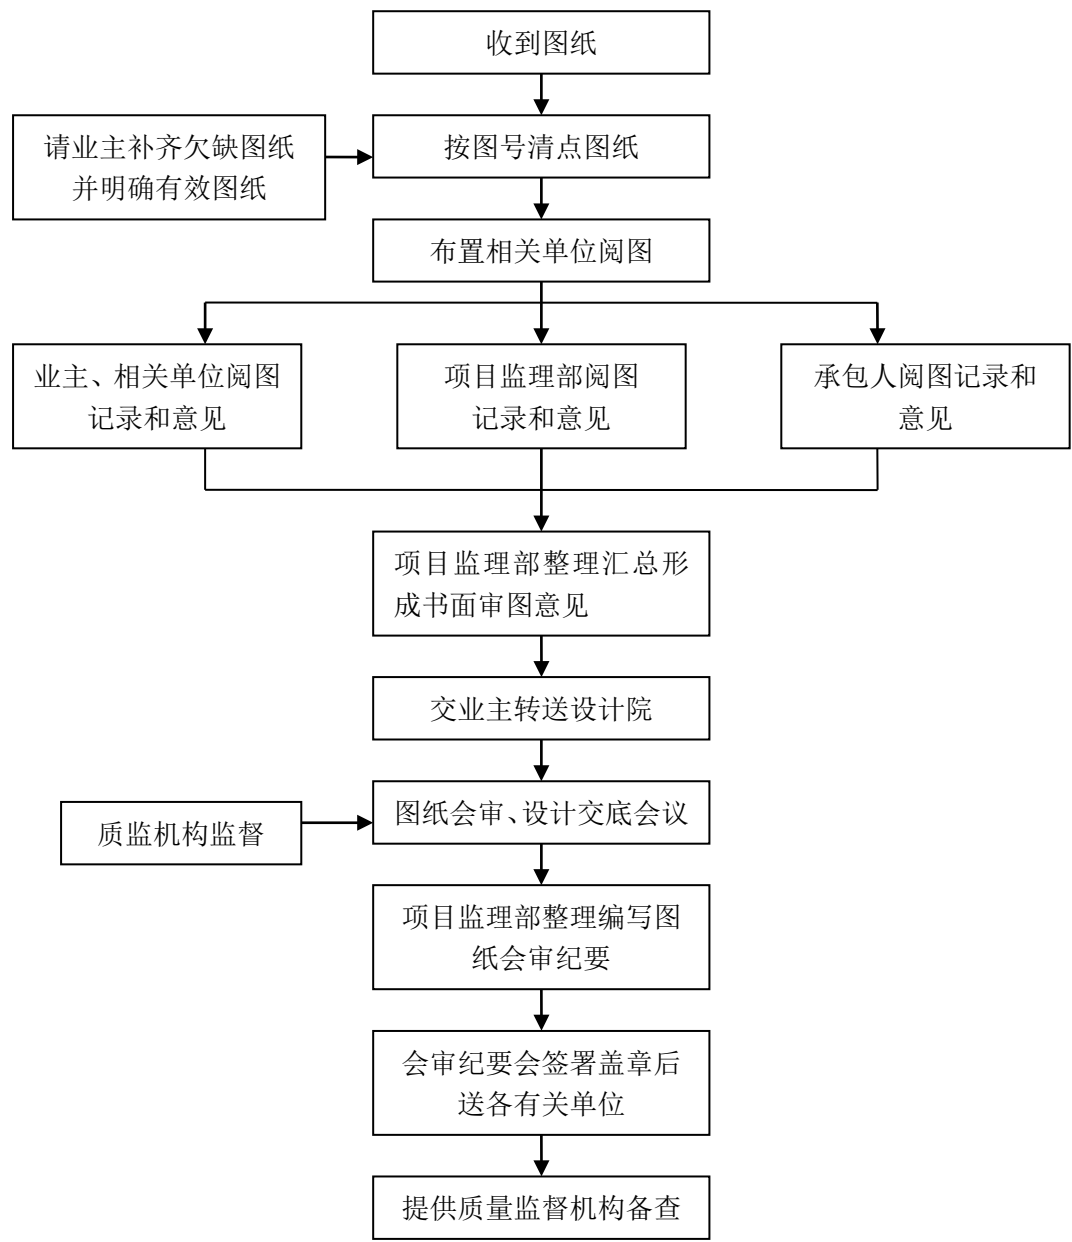 收到图纸
请业主补齐欠缺图纸
并明确有效图纸
按图号清点图纸
布置相关单位阅图
业主、相关单位阅图
记录和意见
项目监理部阅图
记录和意见
承包人阅图记录和
意见
项目监理部整理汇总形
成书面审图意见
交业主转送设计院
质监机构监督
图纸会审、设计交底会议
项目监理部整理编写图
纸会审纪要
会审纪要会签署盖章后
送各有关单位
提供质量监督机构备查